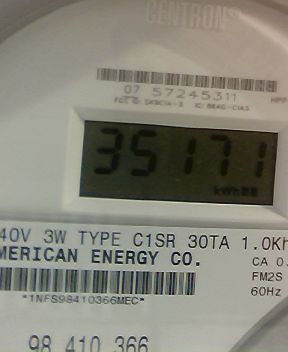 CENTRON®
07 57245311
35171
kWh
40V 3W TYPE C1SR 30TA 1.0Kh
MERICAN ENERGY CO.
CA 0.
FM2S
60Hz
*1NFS98410366MEC*
98 410 366